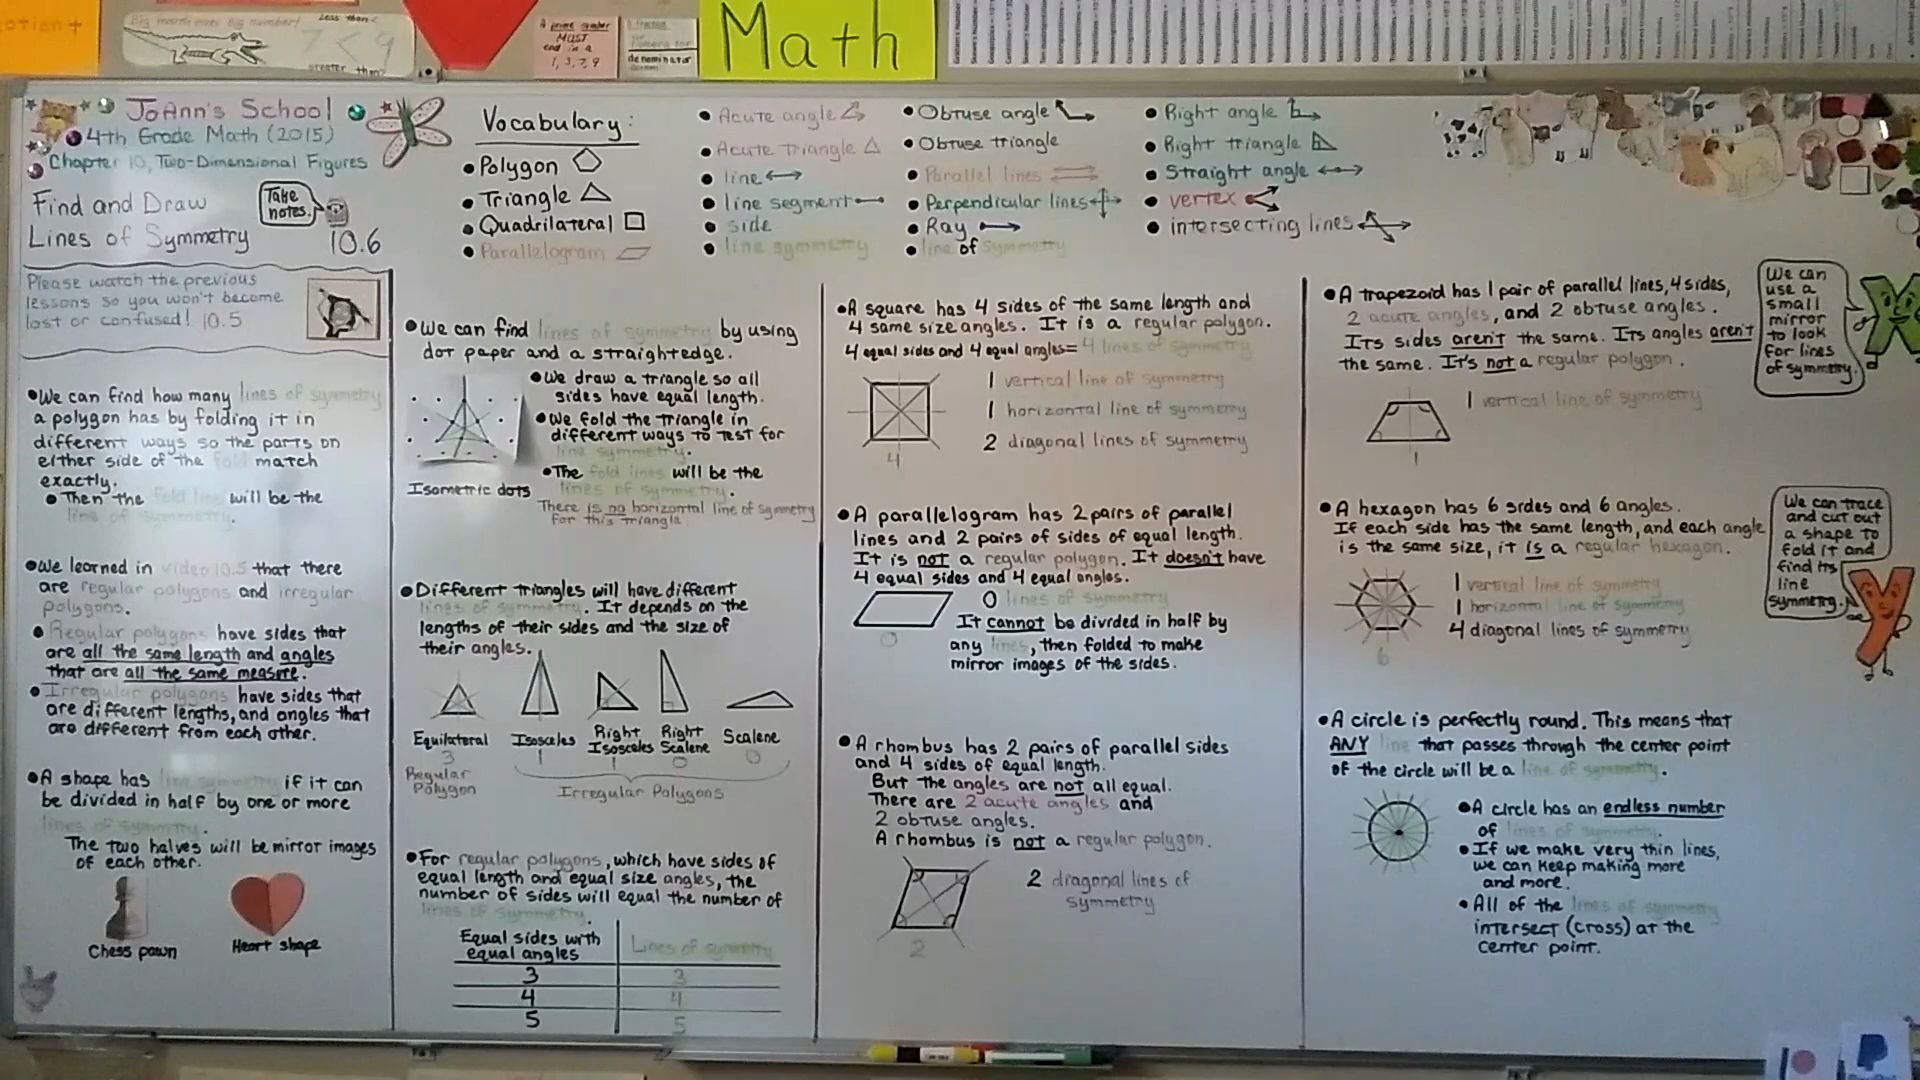 Big mouth eats big number!
Less than <
7 < 9
greater than >
A prime number
MUST
end in a
1, 3, 7, 9
denominator
Math
JoAnn's School
4th Grade Math (2015)
Chapter 10, Two-Dimensional Figures
Find and Draw
Lines of Symmetry
10.6
Take
notes.
Vocabulary:
• Polygon
• Triangle
• Quadrilateral
• Parallelogram
• Acute angle
• Acute Triangle
• line
• line segment
• side
• line symmetry
• Obtuse angle
• Obtuse triangle
• Parallel lines
• Perpendicular lines
• Ray
• line of symmetry
• Right angle
• Right triangle
• Straight angle
• vertex
• intersecting lines
Please watch the previous
lessons so you won't become
lost or confused! 10.5
• We can find how many lines of symmetry
a polygon has by folding it in
different ways so the parts on
either side of the fold match
exactly.
• Then the fold line will be the
line of symmetry.
• We learned in video 10.5 that there
are regular polygons and irregular
polygons.
• Regular polygons have sides that
are all the same length and angles
that are all the same measure.
• Irregular polygons have sides that
are different lengths, and angles that
are different from each other.
• A shape has line symmetry if it can
be divided in half by one or more
lines of symmetry.
The two halves will be mirror images
of each other.
Chess pawn
Heart shape
• We can find lines of symmetry by using
dot paper and a straightedge.
• We draw a triangle so all
sides have equal length.
• We fold the triangle in
different ways to test for
line symmetry.
• The fold lines will be the
lines of symmetry.
Isometric dots
There is no horizontal line of symmetry
for this triangle.
• Different triangles will have different
lines of symmetry. It depends on the
lengths of their sides and the size of
their angles.
Equilateral
3
Regular
Polygon
Isosceles
1
Right
Isosceles
1
Right
Scalene
0
Scalene
0
Irregular Polygons
• For regular polygons, which have sides of
equal length and equal size angles, the
number of sides will equal the number of
lines of symmetry.
Equal sides with
equal angles
Lines of symmetry
3 3
4 4
5 5
• A square has 4 sides of the same length and
4 same size angles. It is a regular polygon.
4 equal sides and 4 equal angles= 4 lines of symmetry
1 vertical line of symmetry
1 horizontal line of symmetry
2 diagonal lines of symmetry
4
• A parallelogram has 2 pairs of parallel
lines and 2 pairs of sides of equal length.
It is not a regular polygon. It doesn't have
4 equal sides and 4 equal angles.
0 lines of symmetry
0
It cannot be divided in half by
any lines, then folded to make
mirror images of the sides.
• A rhombus has 2 pairs of parallel sides
and 4 sides of equal length.
But the angles are not all equal.
There are 2 acute angles and
2 obtuse angles.
A rhombus is not a regular polygon.
2 diagonal lines of
symmetry
2
• A trapezoid has 1 pair of parallel lines, 4 sides,
2 acute angles, and 2 obtuse angles.
Its sides aren't the same. Its angles aren't
the same. It's not a regular polygon.
1 vertical line of symmetry
1
We can
use a
small
mirror
to look
for lines
of symmetry.
• A hexagon has 6 sides and 6 angles.
If each side has the same length, and each angle
is the same size, it is a regular hexagon.
1 vertical line of symmetry
1 horizontal line of symmetry
4 diagonal lines of symmetry
6
We can trace
and cut out
a shape to
fold it and
find its
line
symmetry.
• A circle is perfectly round. This means that
ANY line that passes through the center point
of the circle will be a line of symmetry.
• A circle has an endless number
of lines of symmetry.
• If we make very thin lines,
we can keep making more
and more.
• All of the lines of symmetry
intersect (cross) at the
center point.